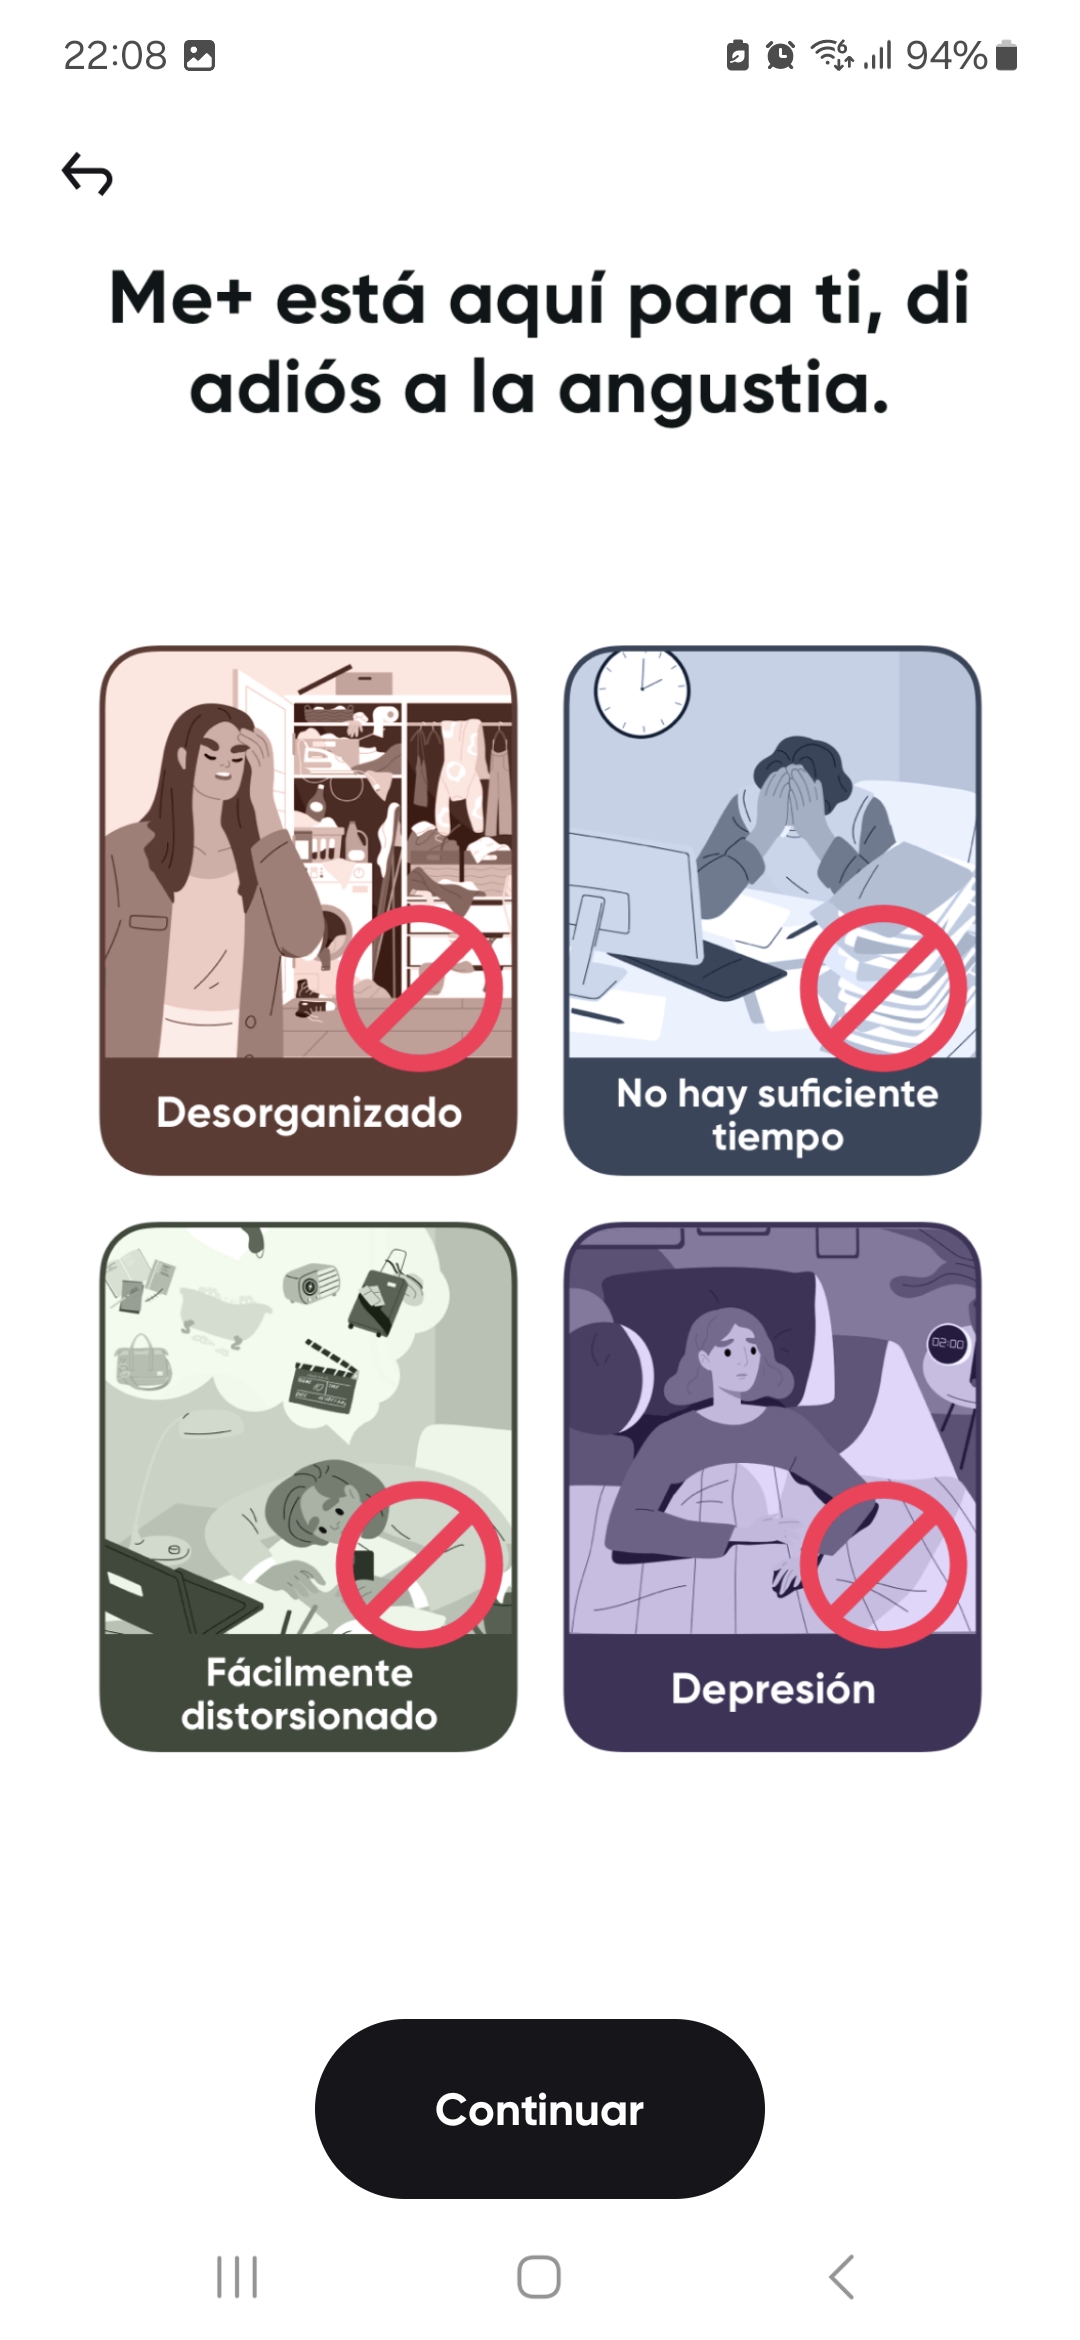 22:08
94%
Me+ está aquí para ti, di
adiós a la angustia.
Desorganizado
No hay suficiente
tiempo
02:00
Fácilmente
distorsionado
Depresión
Continuar